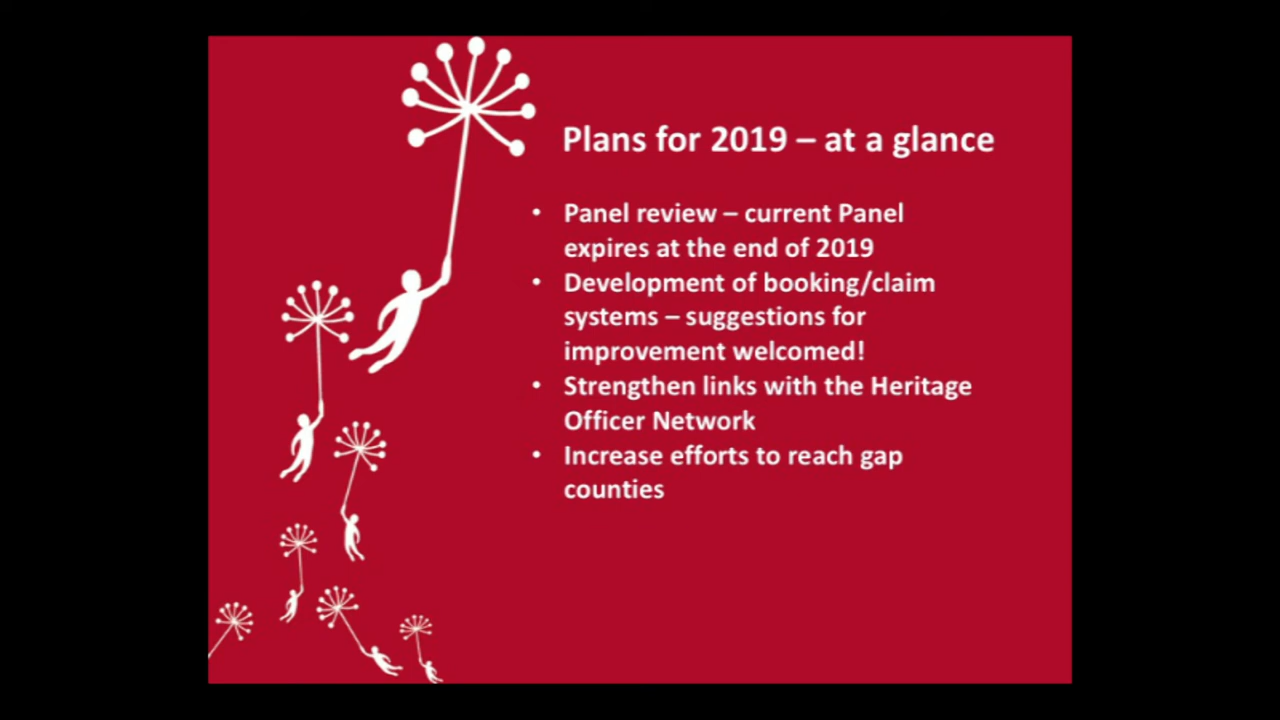 Plans for 2019 – at a glance
• Panel review – current Panel
expires at the end of 2019
• Development of booking/claim
systems – suggestions for
improvement welcomed!
• Strengthen links with the Heritage
Officer Network
• Increase efforts to reach gap
counties